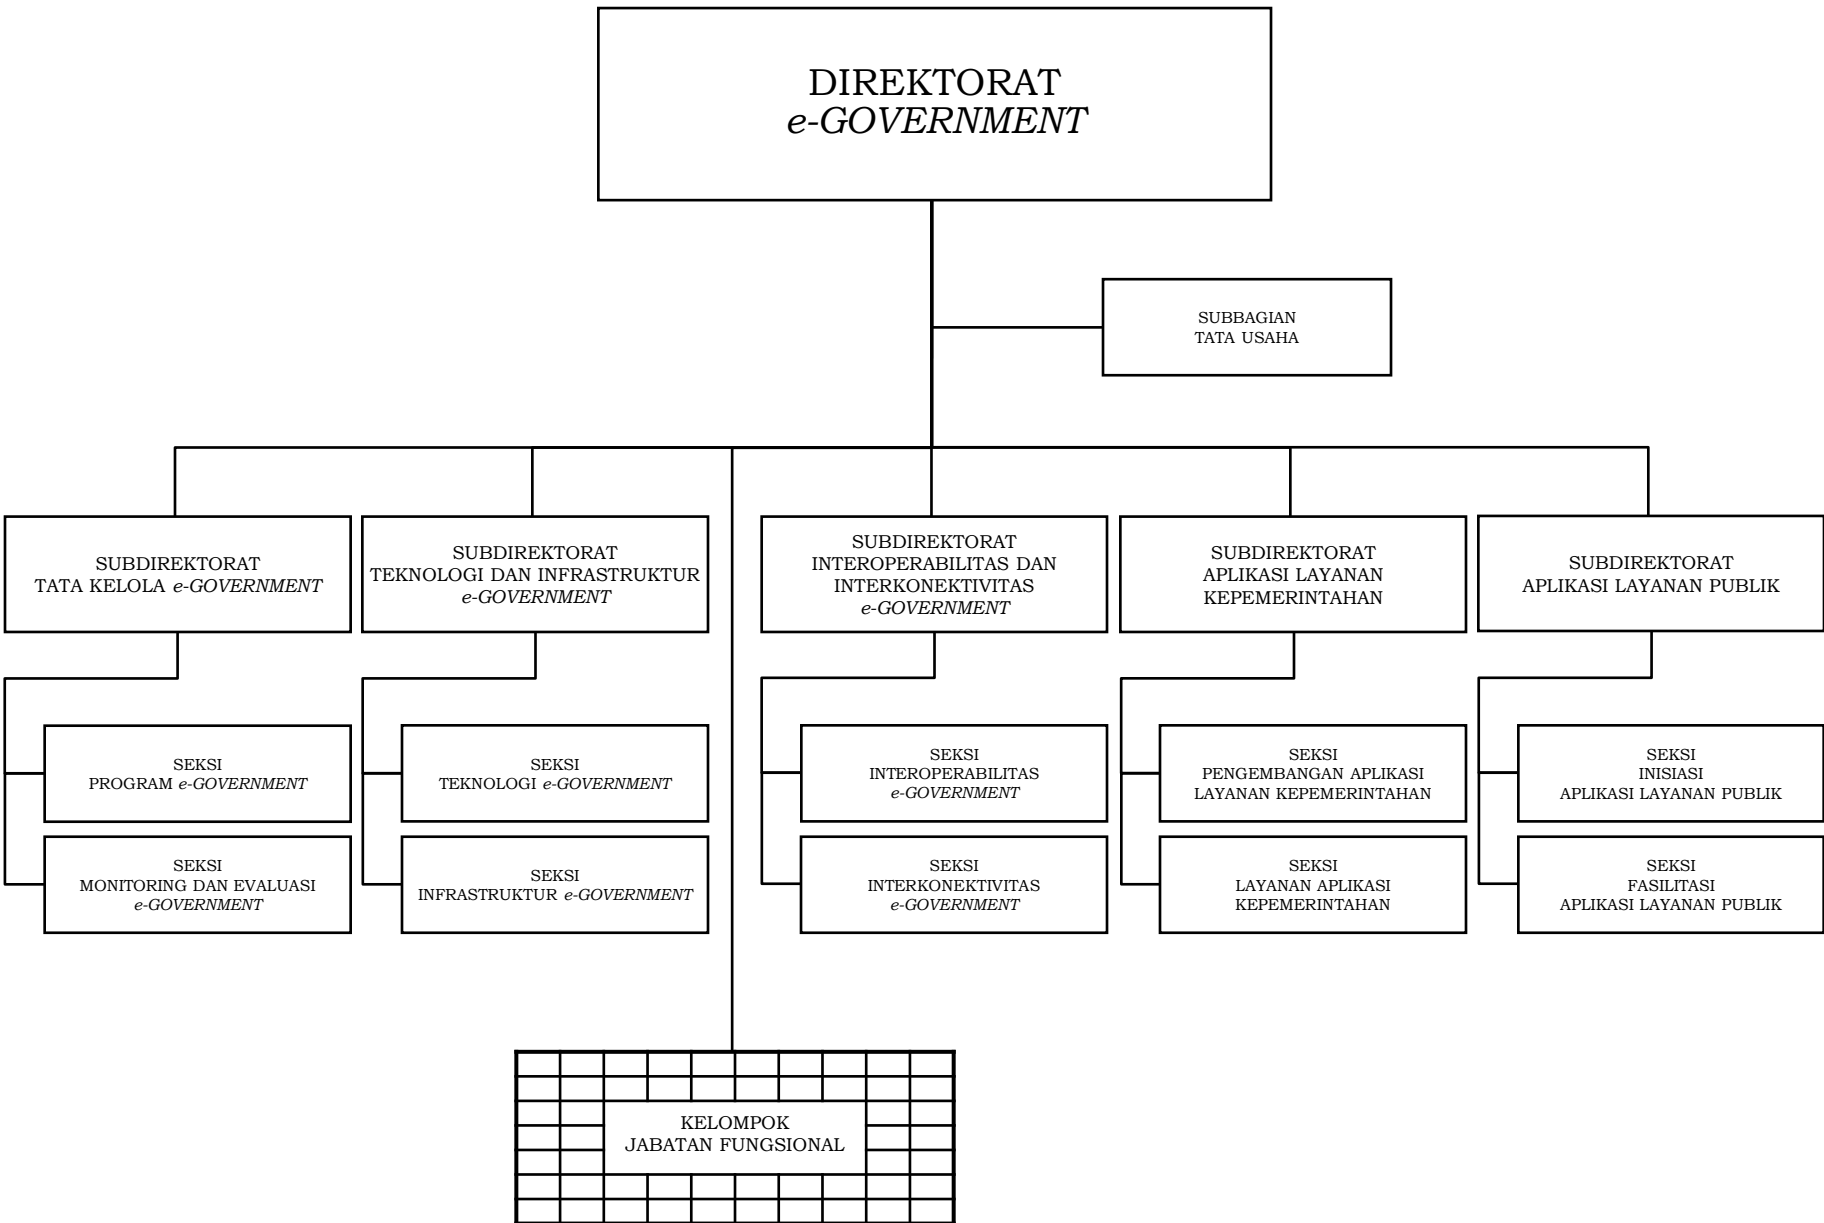 DIREKTORAT
e-GOVERNMENT
SUBBAGIAN
TATA USAHA
SUBDIREKTORAT
TATA KELOLA e-GOVERNMENT
SUBDIREKTORAT
TEKNOLOGI DAN INFRASTRUKTUR
e-GOVERNMENT
SUBDIREKTORAT
INTEROPERABILITAS DAN
INTERKONEKTIVITAS
e-GOVERNMENT
SUBDIREKTORAT
APLIKASI LAYANAN
KEPEMERINTAHAN
SUBDIREKTORAT
APLIKASI LAYANAN PUBLIK
SEKSI
PROGRAM e-GOVERNMENT
SEKSI
TEKNOLOGI e-GOVERNMENT
SEKSI
INTEROPERABILITAS
e-GOVERNMENT
SEKSI
PENGEMBANGAN APLIKASI
LAYANAN KEPEMERINTAHAN
SEKSI
INISIASI
APLIKASI LAYANAN PUBLIK
SEKSI
MONITORING DAN EVALUASI
e-GOVERNMENT
SEKSI
INFRASTRUKTUR e-GOVERNMENT
SEKSI
INTERKONEKTIVITAS
e-GOVERNMENT
SEKSI
LAYANAN APLIKASI
KEPEMERINTAHAN
SEKSI
FASILITASI
APLIKASI LAYANAN PUBLIK
KELOMPOK
JABATAN FUNGSIONAL